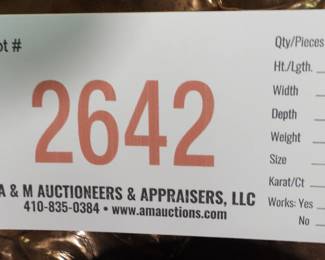 ot #
2642
A & M AUCTIONEERS & APPRAISERS, LLC
410-835-0384 • www.amauctions.com
Qty/Pieces
Ht./Lgth.
Width
Depth
Weight
Size
Karat/Ct
Works: Yes
No